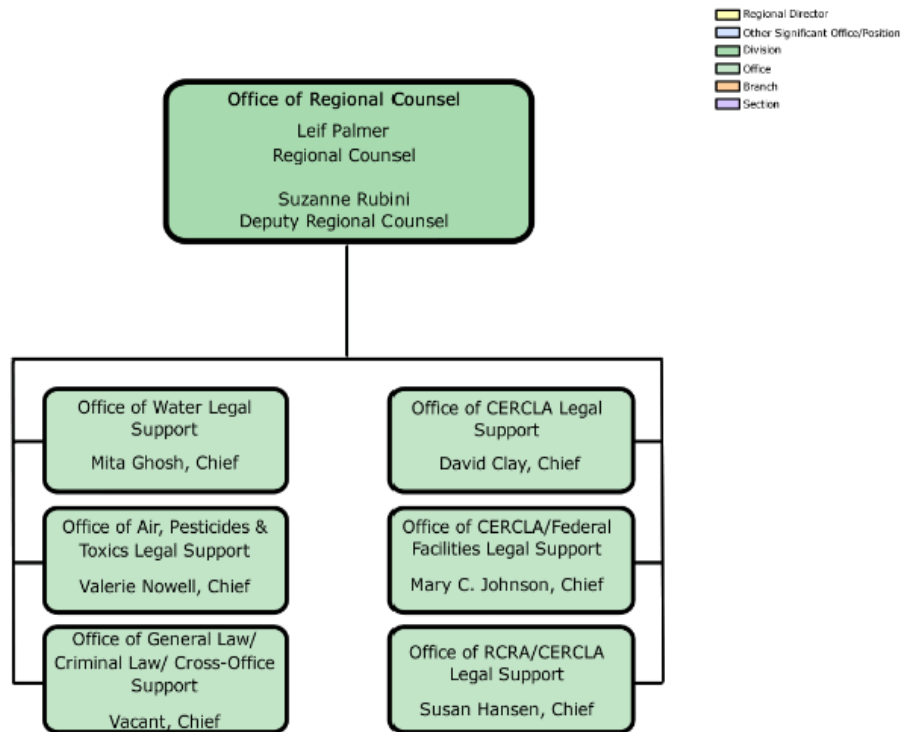 Regional Director
Other Significant Office/Position
Division
Office
Branch
Section
Office of Regional Counsel
Leif Palmer
Regional Counsel
Suzanne Rubini
Deputy Regional Counsel
Office of Water Legal
Support
Mita Ghosh, Chief
Office of CERCLA Legal
Support
David Clay, Chief
Office of Air, Pesticides &
Toxics Legal Support
Valerie Nowell, Chief
Office of CERCLA/Federal
Facilities Legal Support
Mary C. Johnson, Chief
Office of General Law/
Criminal Law/ Cross-Office
Support
Vacant, Chief
Office of RCRA/CERCLA
Legal Support
Susan Hansen, Chief